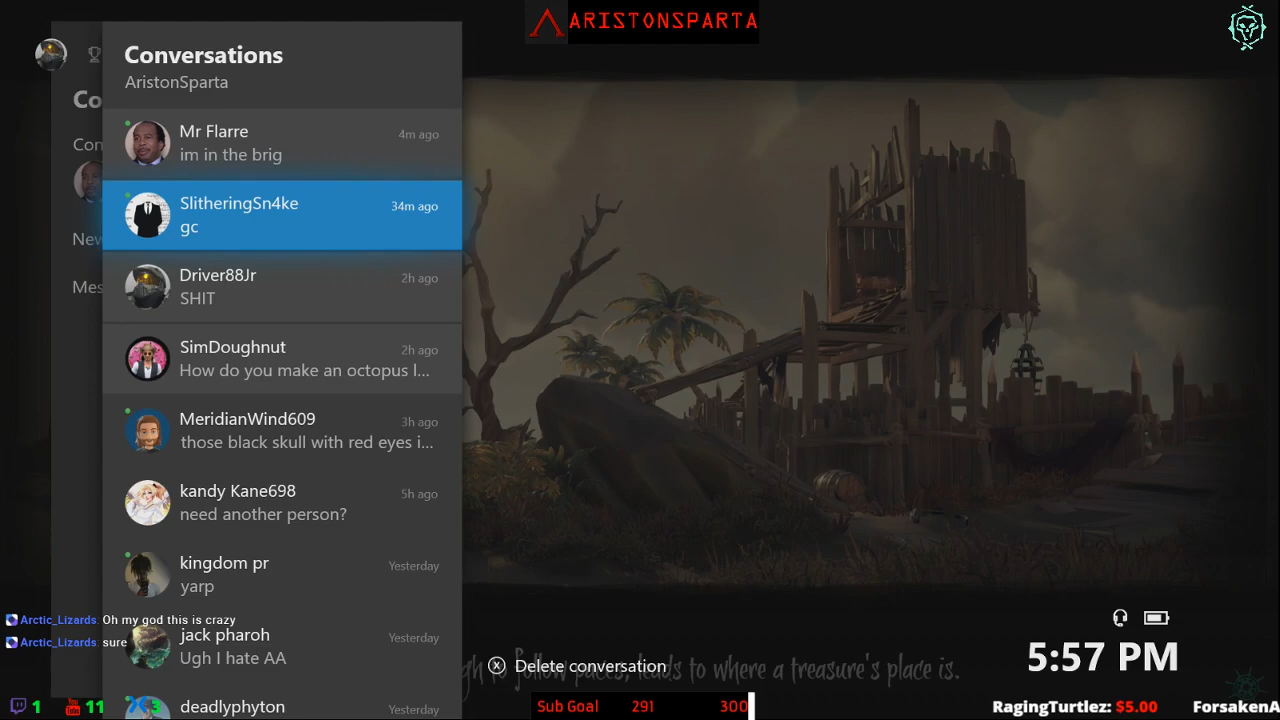 ARISTONSPARTA
Conversations
AristonSparta
Co
Con
New
Mes
Mr Flarre
4m ago
im in the brig
SlitheringSn4ke
34m ago
gc
Driver88Jr
2h ago
SHIT
SimDoughnut
2h ago
How do you make an octopus l...
MeridianWind609
3h ago
those black skull with red eyes i...
kandy Kane698
5h ago
need another person?
kingdom pr
Yesterday
yarp
Arctic_Lizards: Oh my god this is crazy
Arctic_Lizards: sure
jack pharoh
Yesterday
Ugh I hate AA
deadlyphyton
Yesterday
Delete conversation
to follow paces, leads to where a treasure's place is.
5:57 PM
1
11
3
Sub Goal 291 300
RagingTurtlez: $5.00 ForsakenA